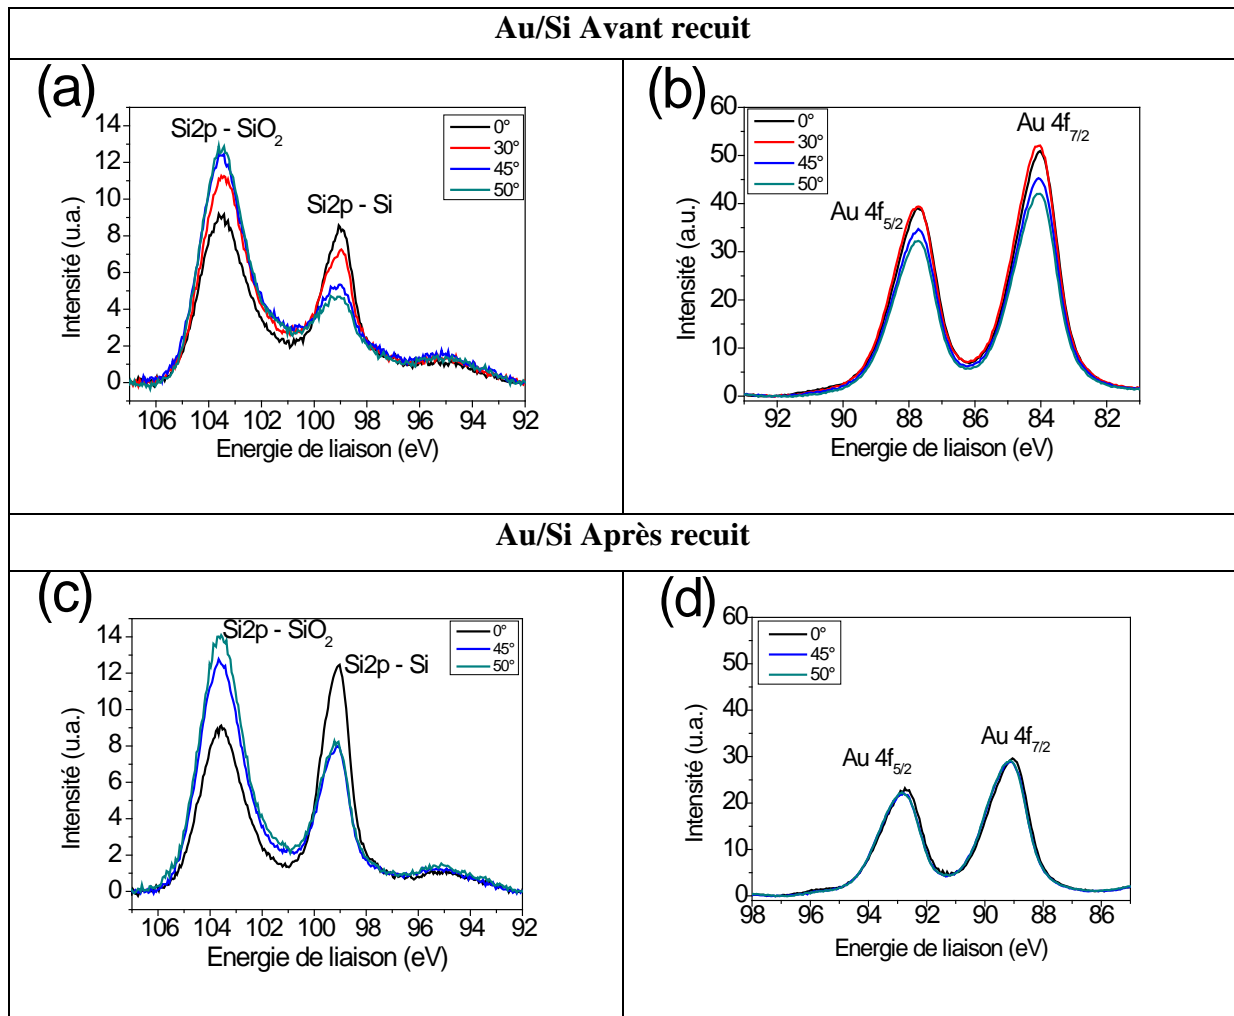 Au/Si Avant recuit
(a)
Si2p - SiO2
Si2p - Si
0°
30°
45°
50°
14
12
10
8
6
4
2
0
Intensité (u.a.)
106 104 102 100 98 96 94 92
Energie de liaison (eV)
(b)
0°
30°
45°
50°
Au 4f7/2
Au 4f5/2
60
50
40
30
20
10
0
Intensité (a.u.)
92 90 88 86 84 82
Energie de liaison (eV)
Au/Si Après recuit
(c)
Si2p - SiO2
Si2p - Si
0°
45°
50°
14
12
10
8
6
4
2
0
Intensité (u.a.)
106 104 102 100 98 96 94 92
Energie de liaison (eV)
(d)
0°
45°
50°
Au 4f7/2
Au 4f5/2
60
50
40
30
20
10
0
Intensité (u.a.)
98 96 94 92 90 88 86
Energie de liaison (eV)